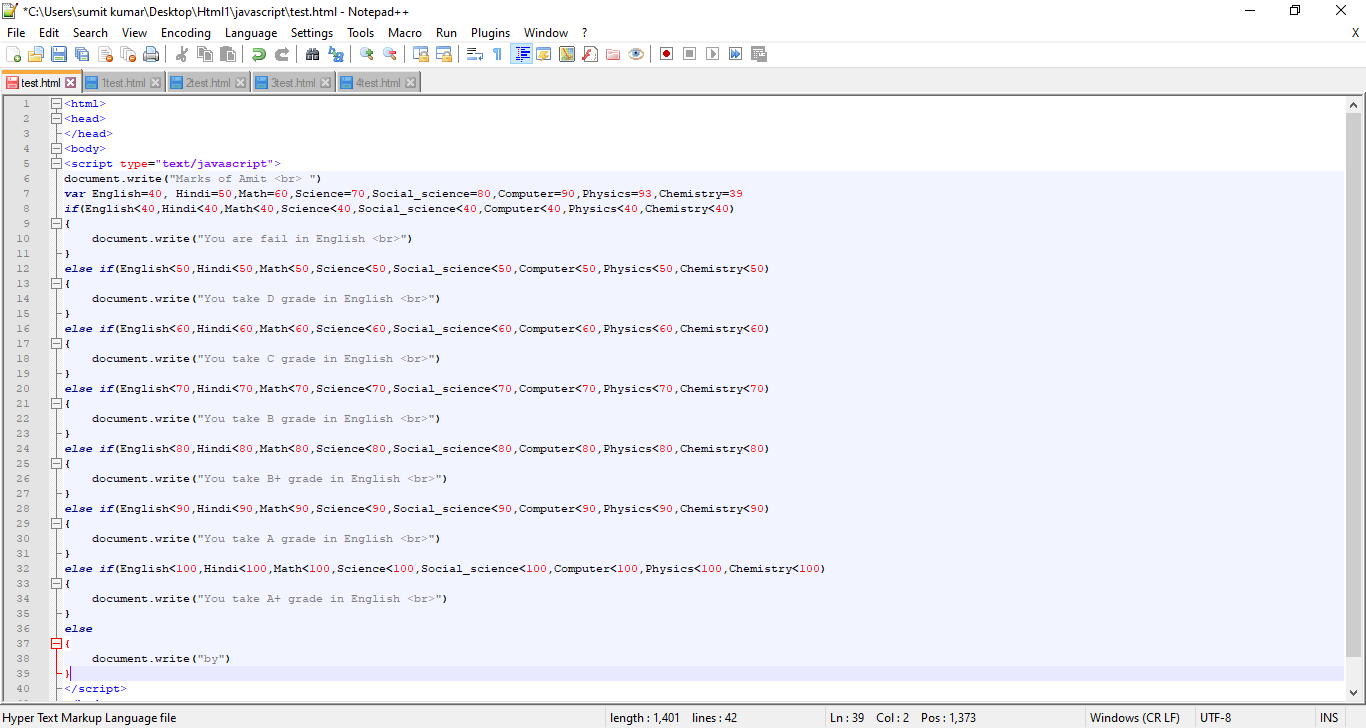 *C:\Users\sumit kumar\Desktop\Html1\javascript\test.html - Notepad++
File Edit Search View Encoding Language Settings Tools Macro Run Plugins Window ? X
test.html 1test.html 2test.html 3test.html 4test.html
1 <html>
2 <head>
3 </head>
4 <body>
5 <script type="text/javascript">
6 document.write("Marks of Amit <br> ")
7 var English=40, Hindi=50,Math=60,Science=70,Social_science=80,Computer=90,Physics=93,Chemistry=39
8 if(English<40,Hindi<40,Math<40,Science<40,Social_science<40,Computer<40,Physics<40,Chemistry<40)
9 {
10 document.write("You are fail in English <br>")
11 }
12 else if(English<50,Hindi<50,Math<50,Science<50,Social_science<50,Computer<50,Physics<50,Chemistry<50)
13 {
14 document.write("You take D grade in English <br>")
15 }
16 else if(English<60,Hindi<60,Math<60,Science<60,Social_science<60,Computer<60,Physics<60,Chemistry<60)
17 {
18 document.write("You take C grade in English <br>")
19 }
20 else if(English<70,Hindi<70,Math<70,Science<70,Social_science<70,Computer<70,Physics<70,Chemistry<70)
21 {
22 document.write("You take B grade in English <br>")
23 }
24 else if(English<80,Hindi<80,Math<80,Science<80,Social_science<80,Computer<80,Physics<80,Chemistry<80)
25 {
26 document.write("You take B+ grade in English <br>")
27 }
28 else if(English<90,Hindi<90,Math<90,Science<90,Social_science<90,Computer<90,Physics<90,Chemistry<90)
29 {
30 document.write("You take A grade in English <br>")
31 }
32 else if(English<100,Hindi<100,Math<100,Science<100,Social_science<100,Computer<100,Physics<100,Chemistry<100)
33 {
34 document.write("You take A+ grade in English <br>")
35 }
36 else
37 {
38 document.write("by")
39 }
40 </script>
Hyper Text Markup Language file length : 1,401 lines : 42 Ln : 39 Col : 2 Pos : 1,373 Windows (CR LF) UTF-8 INS